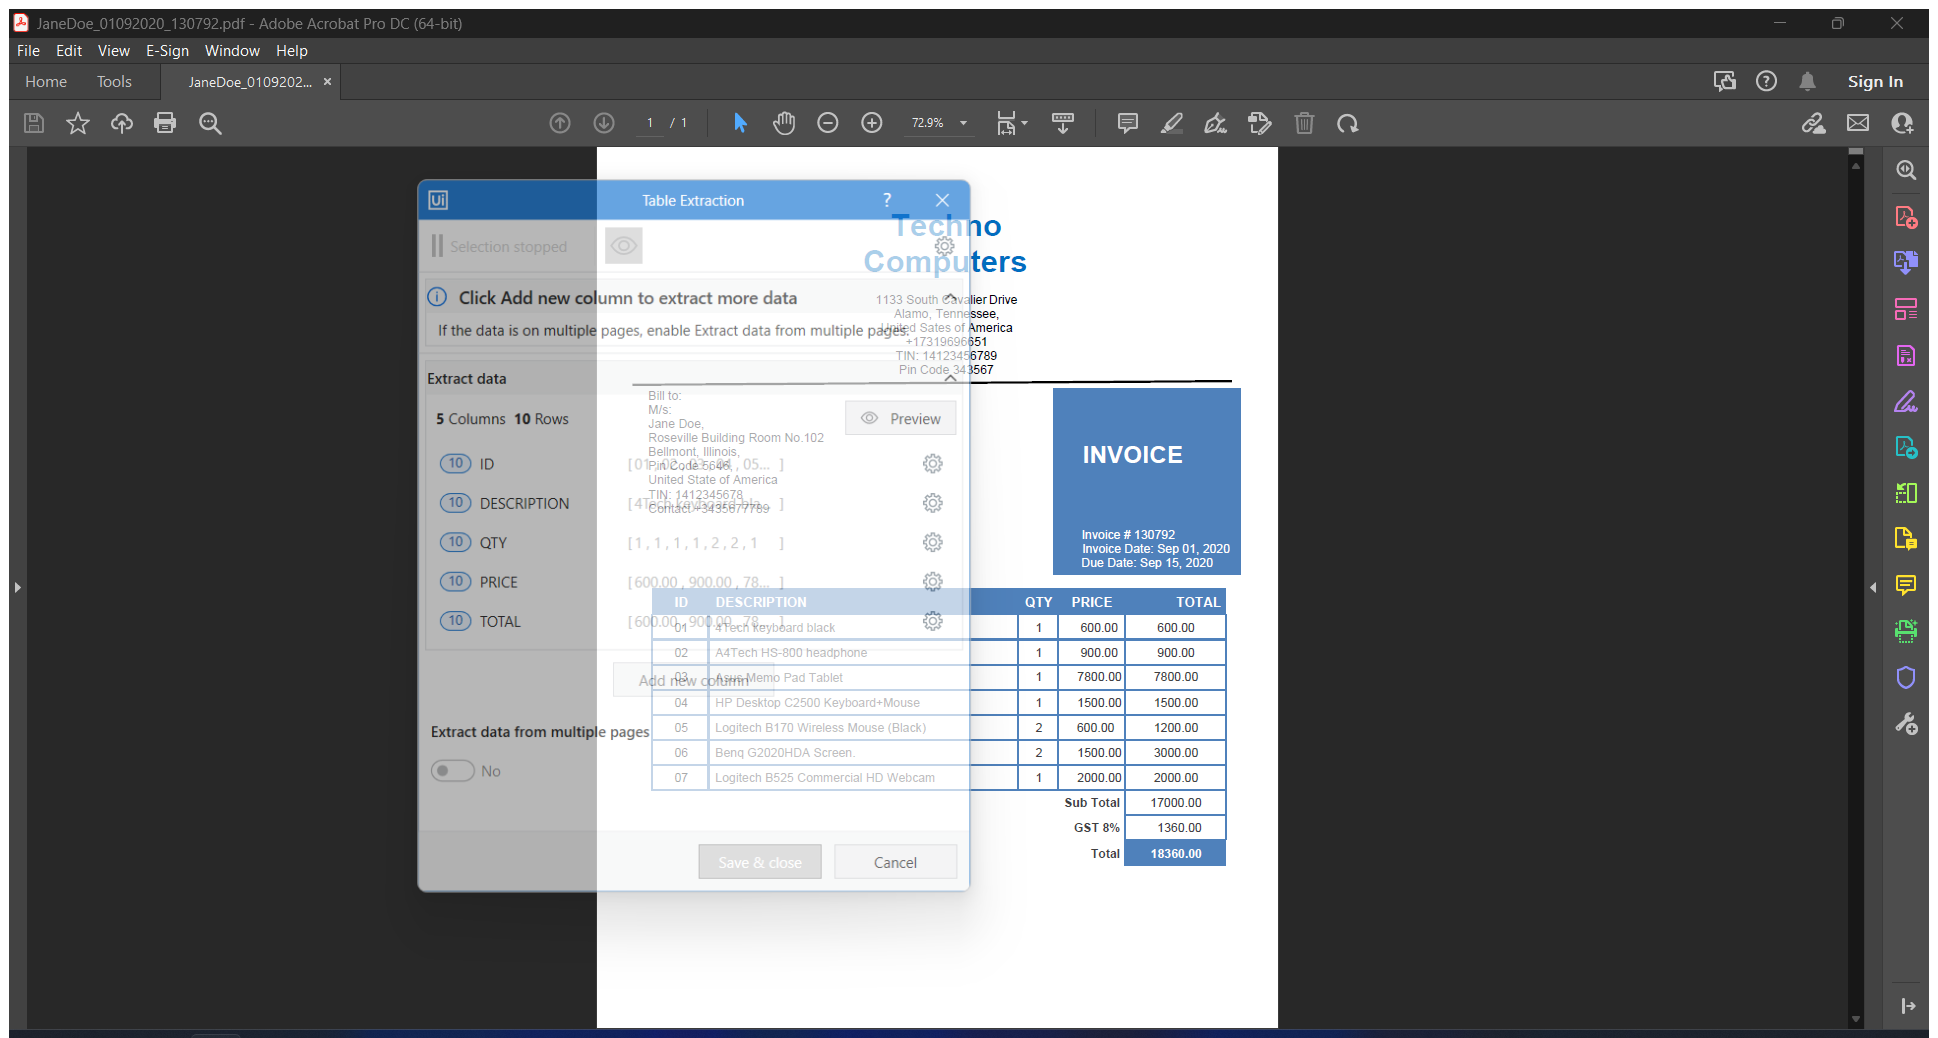 JaneDoe_01092020_130792.pdf - Adobe Acrobat Pro DC (64-bit)
File Edit View E-Sign Window Help
Home Tools JaneDoe_0109202... × Sign In
1 / 1 72.9%
Ui Table Extraction ?
Selection stopped
Click Add new column to extract more data
If the data is on multiple pages, enable Extract data from multiple pages.
Extract data
5 Columns 10 Rows Preview
10 ID [01, 02, 03, 04, 05... ]
10 DESCRIPTION [4Tech keyboard bla... ]
10 QTY [1, 1, 1, 1, 2, 2, 1 ]
10 PRICE [600.00, 900.00, 78... ]
10 TOTAL [600.00, 900.00, 78... ]
Add new column
Extract data from multiple pages
No
Save & close Cancel
Techno
Computers
1133 South Cavalier Drive
Alamo, Tennessee,
United Sates of America
+17319696651
TIN: 14123456789
Pin Code 343567
Bill to:
M/s:
Jane Doe,
Roseville Building Room No.102
Bellmont, Illinois,
Pin Code 5646,
United State of America
TIN: 1412345678
Contact +3435677789
INVOICE
Invoice # 130792
Invoice Date: Sep 01, 2020
Due Date: Sep 15, 2020
ID DESCRIPTION QTY PRICE TOTAL
01 4Tech keyboard black 1 600.00 600.00
02 A4Tech HS-800 headphone 1 900.00 900.00
03 Asus Memo Pad Tablet 1 7800.00 7800.00
04 HP Desktop C2500 Keyboard+Mouse 1 1500.00 1500.00
05 Logitech B170 Wireless Mouse (Black) 2 600.00 1200.00
06 Benq G2020HDA Screen. 2 1500.00 3000.00
07 Logitech B525 Commercial HD Webcam 1 2000.00 2000.00
Sub Total 17000.00
GST 8% 1360.00
Total 18360.00